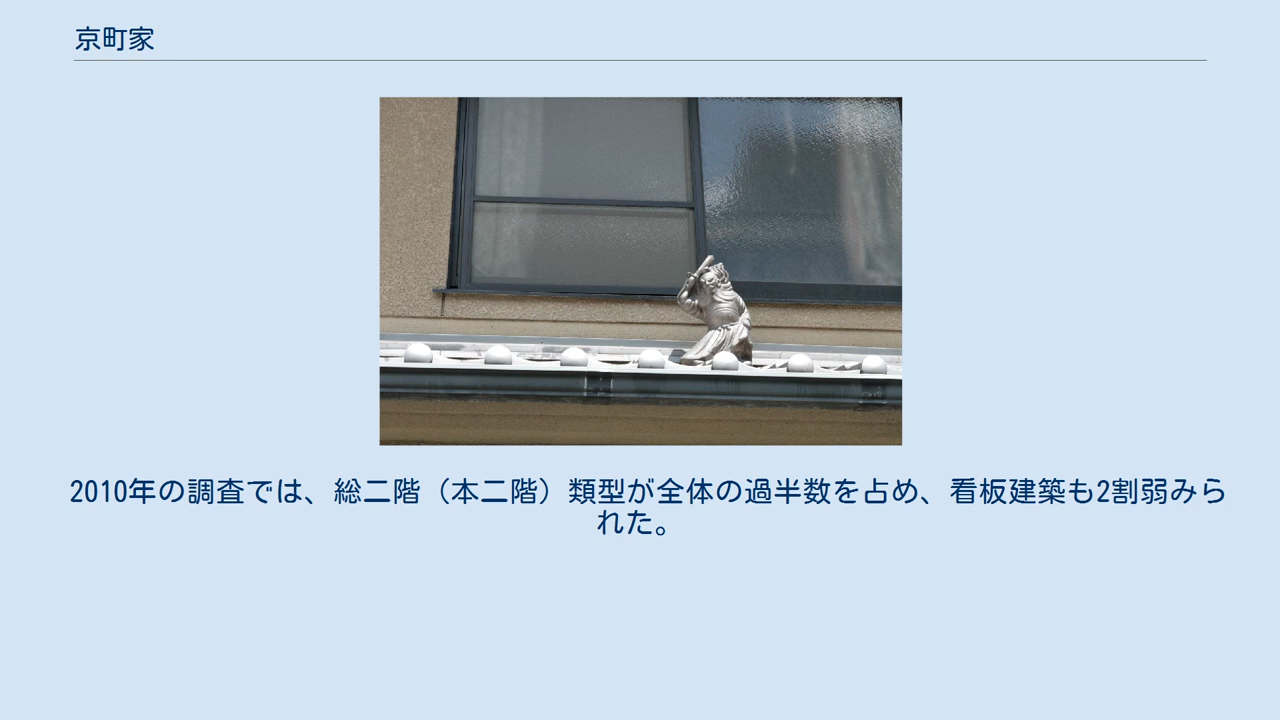 京町家
2010年の調査では、総二階（本二階）類型が全体の過半数を占め、看板建築も2割弱みら
れた。